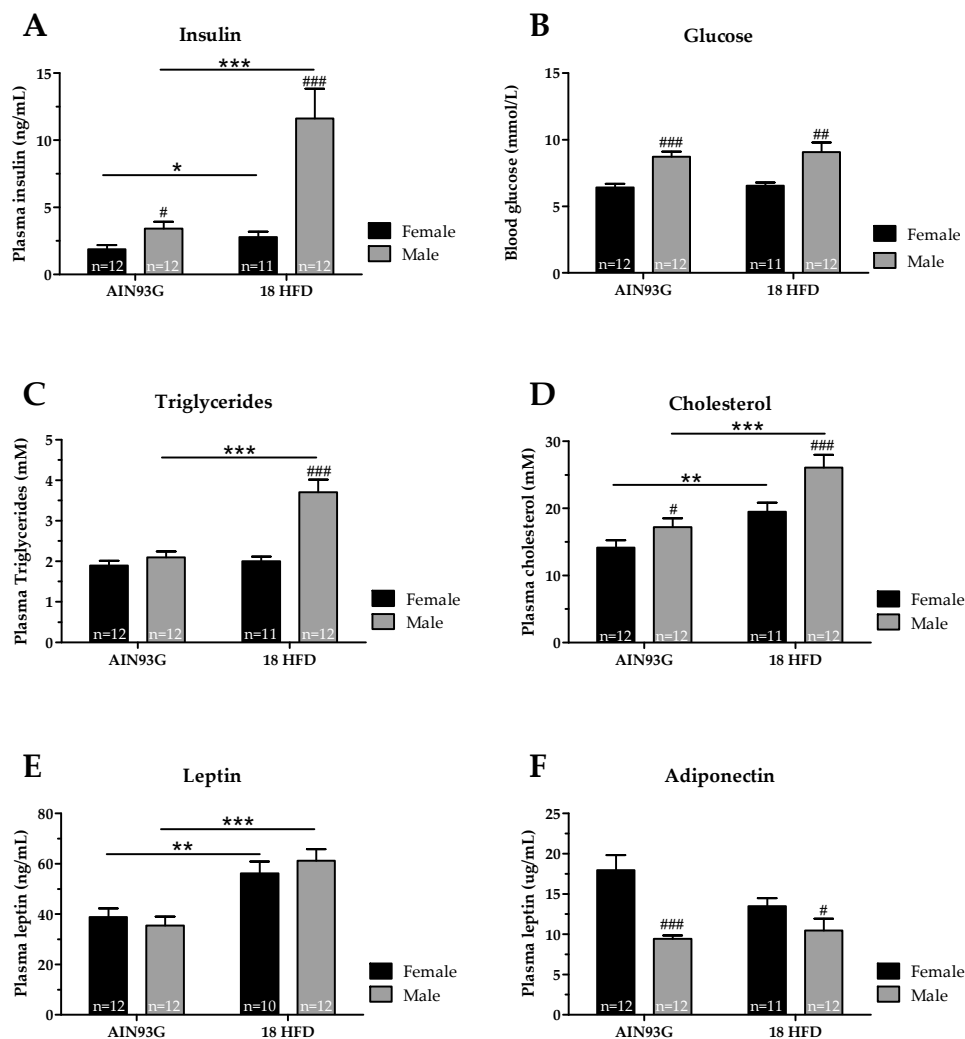 A
Insulin
Plasma insulin (ng/mL)
15
10
5
0
***
###
*
#
n=12
n=12
n=11
n=12
AIN93G
18 HFD
Female
Male
B
Glucose
Blood glucose (mmol/L)
15
10
5
0
###
##
n=12
n=12
n=11
n=12
AIN93G
18 HFD
Female
Male
C
Triglycerides
Plasma Triglycerides (mM)
5
4
3
2
1
0
***
###
n=12
n=12
n=11
n=12
AIN93G
18 HFD
Female
Male
D
Cholesterol
Plasma cholesterol (mM)
30
20
10
0
***
###
**
#
n=12
n=12
n=11
n=12
AIN93G
18 HFD
Female
Male
E
Leptin
Plasma leptin (ng/mL)
80
60
40
20
0
***
**
n=12
n=12
n=10
n=12
AIN93G
18 HFD
Female
Male
F
Adiponectin
Plasma leptin (ug/mL)
25
20
15
10
5
0
###
#
n=12
n=12
n=11
n=12
AIN93G
18 HFD
Female
Male